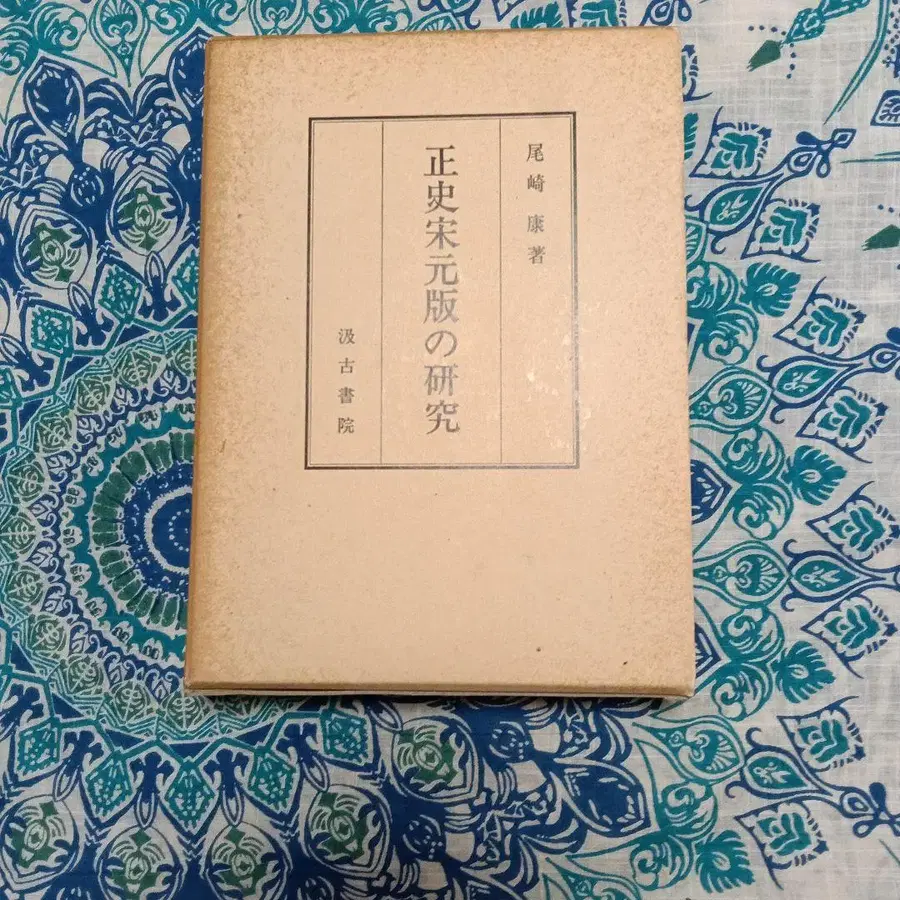 尾崎 康 著
正史宋元版の研究
汲古書院